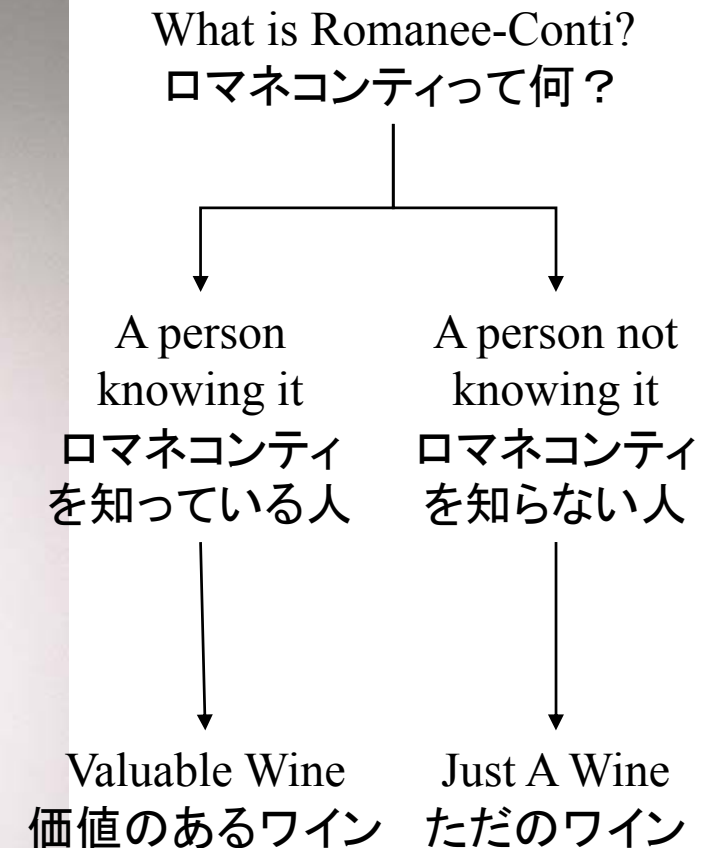 What is Romanee-Conti?
ロマネコンティって何？
A person
knowing it
ロマネコンティ
を知っている人
A person not
knowing it
ロマネコンティ
を知らない人
Valuable Wine
価値のあるワイン
Just A Wine
ただのワイン